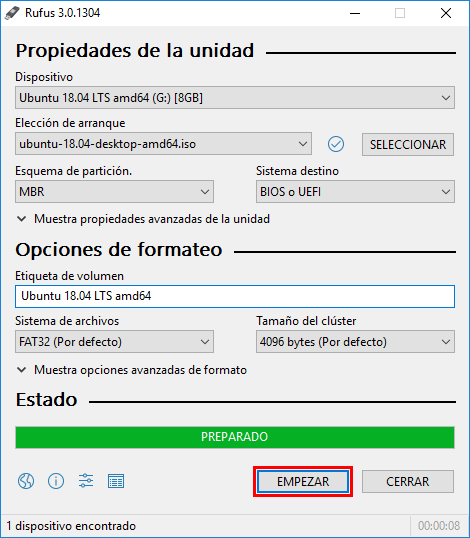 Rufus 3.0.1304
Propiedades de la unidad
Dispositivo
Ubuntu 18.04 LTS amd64 (G:) [8GB]
Elección de arranque
ubuntu-18.04-desktop-amd64.iso
SELECCIONAR
Esquema de partición.
Sistema destino
MBR
BIOS o UEFI
Muestra propiedades avanzadas de la unidad
Opciones de formateo
Etiqueta de volumen
Ubuntu 18.04 LTS amd64
Sistema de archivos
Tamaño del clúster
FAT32 (Por defecto)
4096 bytes (Por defecto)
Muestra opciones avanzadas de formato
Estado
PREPARADO
EMPEZAR
CERRAR
1 dispositivo encontrado
00:00:08